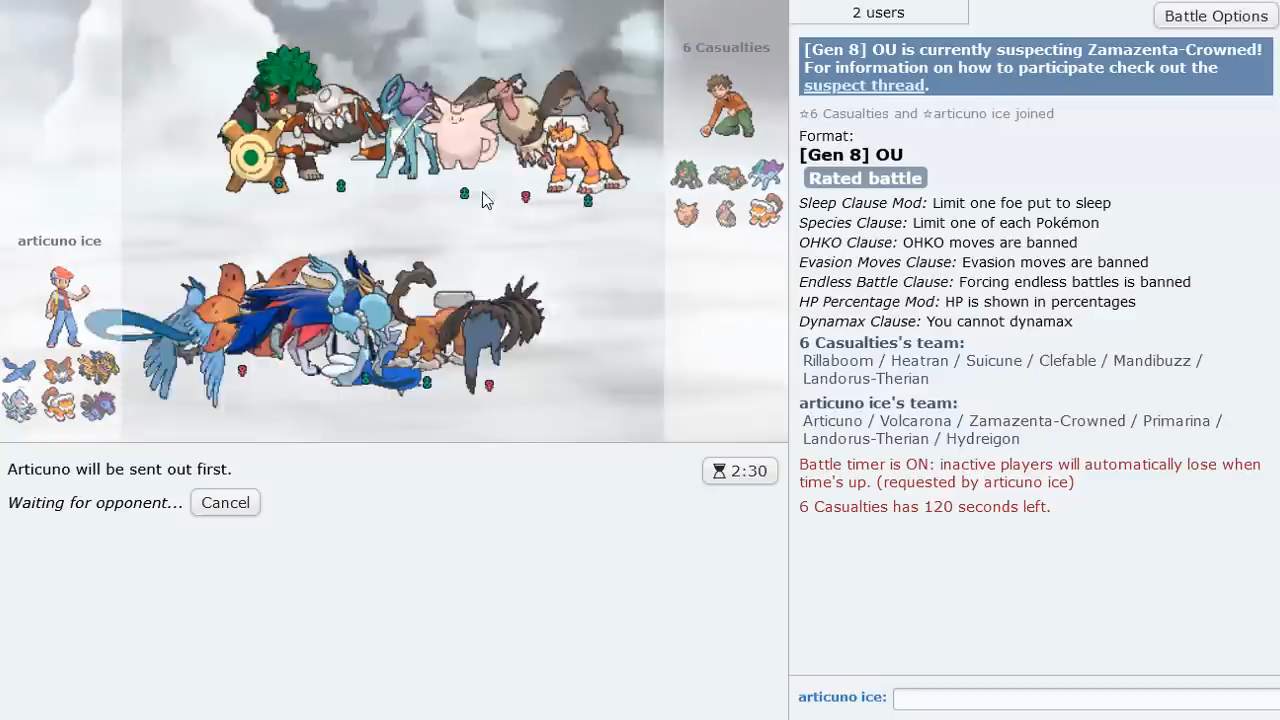 2 users
Battle Options
6 Casualties
articuno ice
Articuno will be sent out first.
2:30
Waiting for opponent...
Cancel
[Gen 8] OU is currently suspecting Zamazenta-Crowned!
For information on how to participate check out the
suspect thread.
☆6 Casualties and ☆articuno ice joined
Format:
[Gen 8] OU
Rated battle
Sleep Clause Mod: Limit one foe put to sleep
Species Clause: Limit one of each Pokémon
OHKO Clause: OHKO moves are banned
Evasion Moves Clause: Evasion moves are banned
Endless Battle Clause: Forcing endless battles is banned
HP Percentage Mod: HP is shown in percentages
Dynamax Clause: You cannot dynamax
6 Casualties's team:
Rillaboom / Heatran / Suicune / Clefable / Mandibuzz /
Landorus-Therian
articuno ice's team:
Articuno / Volcarona / Zamazenta-Crowned / Primarina /
Landorus-Therian / Hydreigon
Battle timer is ON: inactive players will automatically lose when
time's up. (requested by articuno ice)
6 Casualties has 120 seconds left.
articuno ice: